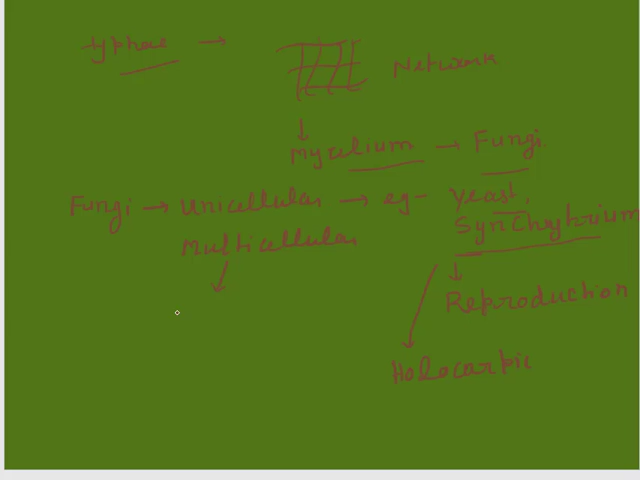 Hyphae → Network
Mycelium → Fungi.
Fungi → Unicellular → eg- Yeast,
Synchytrium
Multicellular
Reproduction
Holocarpic